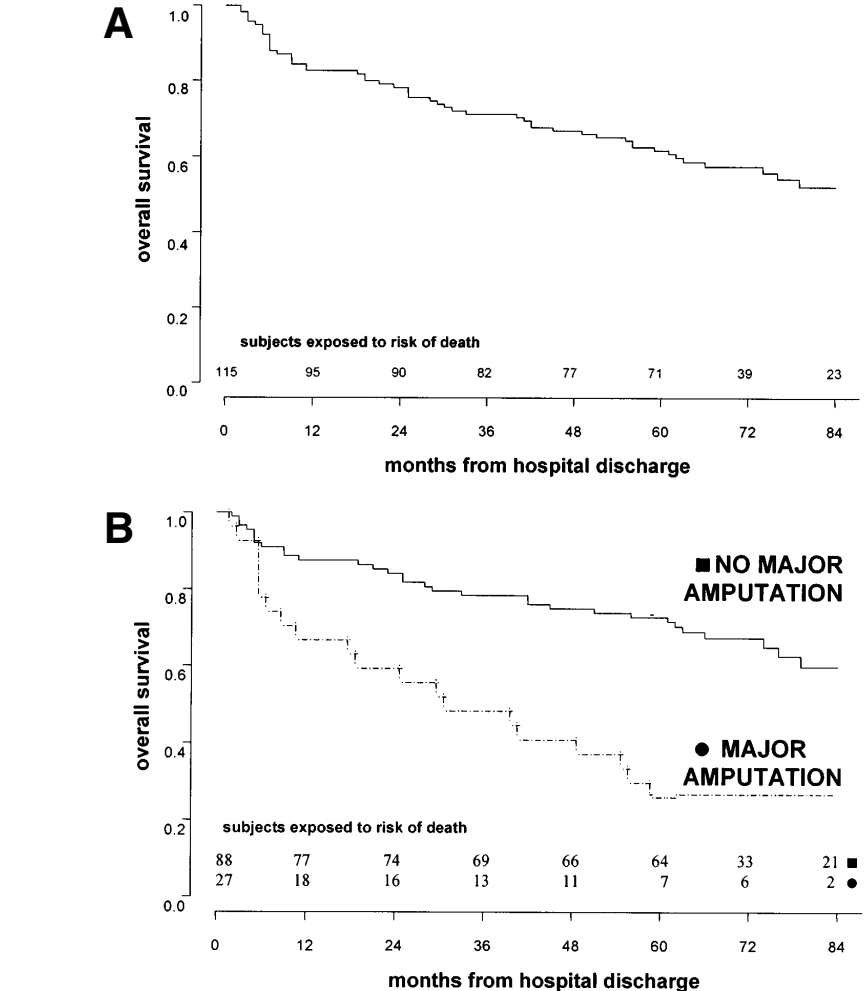 A
1.0
0.8
0.6
0.4
0.2
0.0
overall survival
subjects exposed to risk of death
115 95 90 82 77 71 39 23
0 12 24 36 48 60 72 84
months from hospital discharge
B
1.0
0.8
0.6
0.4
0.2
0.0
overall survival
NO MAJOR
AMPUTATION
MAJOR
AMPUTATION
subjects exposed to risk of death
88 77 74 69 66 64 33 21
27 18 16 13 11 7 6 2
0 12 24 36 48 60 72 84
months from hospital discharge